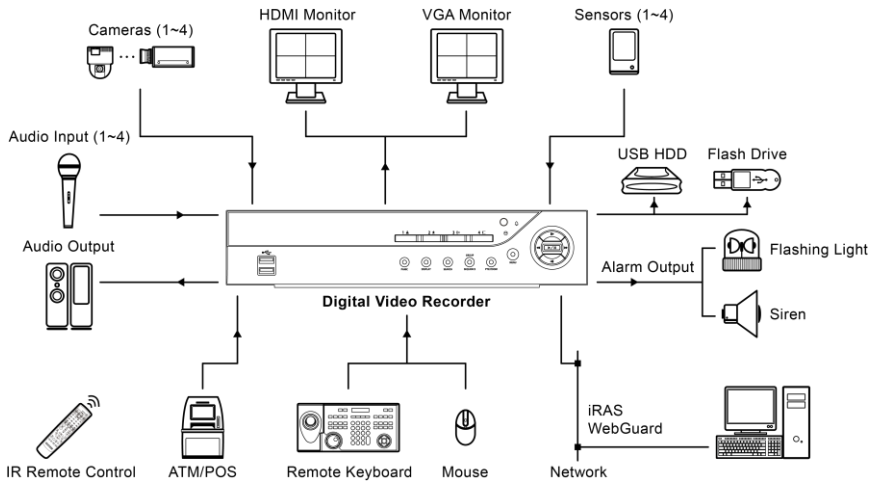 HDMI Monitor
VGA Monitor
Sensors (1~4)
Cameras (1~4)
Audio Input (1~4)
USB HDD
Flash Drive
Audio Output
Alarm Output
Flashing Light
Digital Video Recorder
Siren
iRAS
WebGuard
IR Remote Control
ATM/POS
Remote Keyboard
Mouse
Network